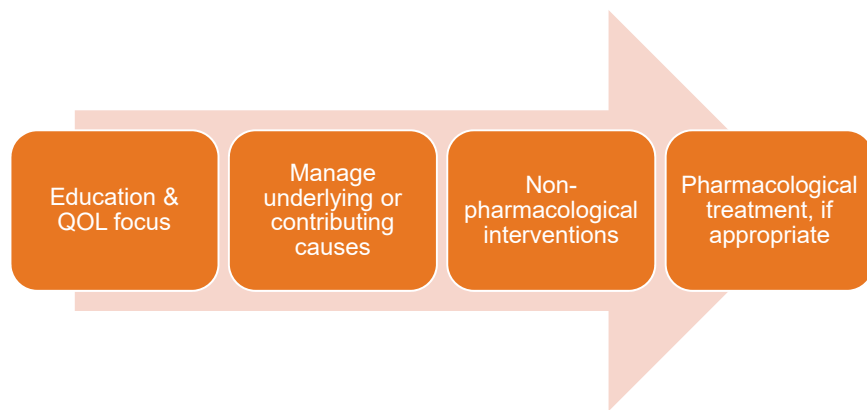 Education &
QOL focus
Manage
underlying or
contributing
causes
Non-
pharmacological
interventions
Pharmacological
treatment, if
appropriate